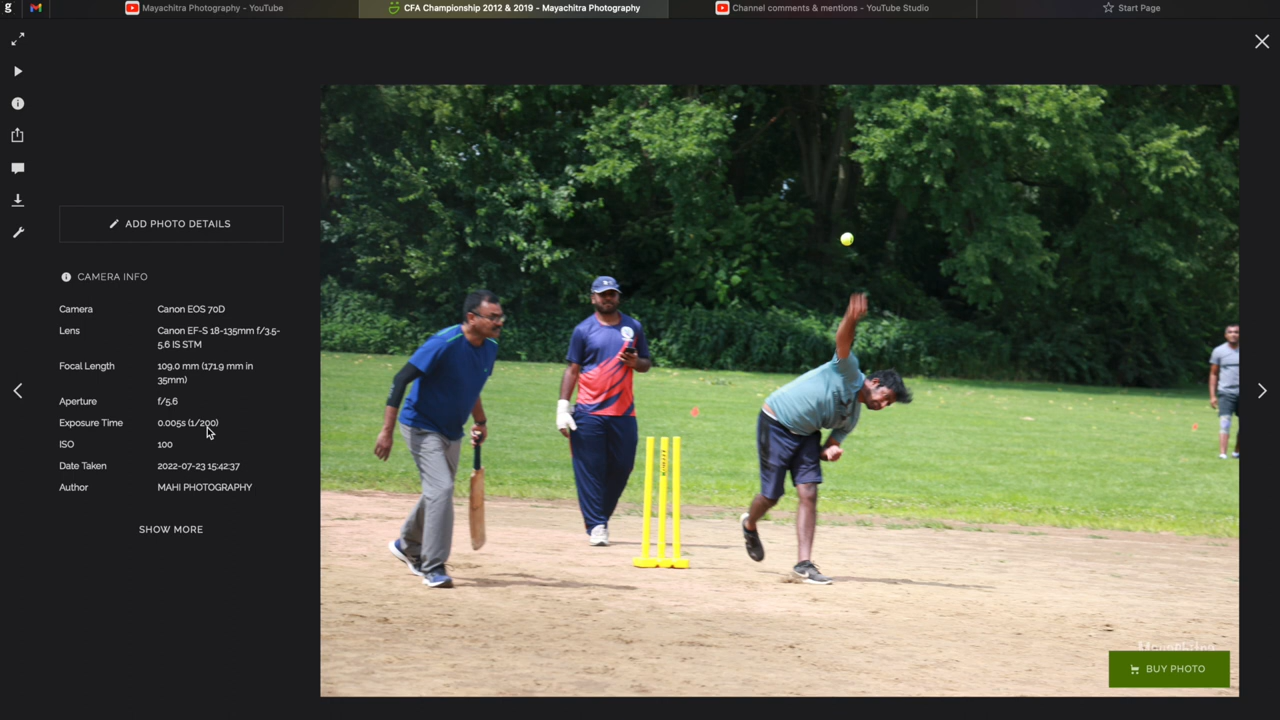 g
Mayachitra Photography - YouTube
CFA Championship 2012 & 2019 - Mayachitra Photography
Channel comments & mentions - YouTube Studio
Start Page
ADD PHOTO DETAILS
CAMERA INFO
Camera Canon EOS 70D
Lens Canon EF-S 18-135mm f/3.5-
5.6 IS STM
Focal Length 109.0 mm (171.9 mm in
35mm)
Aperture f/5.6
Exposure Time 0.005s (1/200)
ISO 100
Date Taken 2022-07-23 15:42:37
Author MAHI PHOTOGRAPHY
SHOW MORE
BUY PHOTO